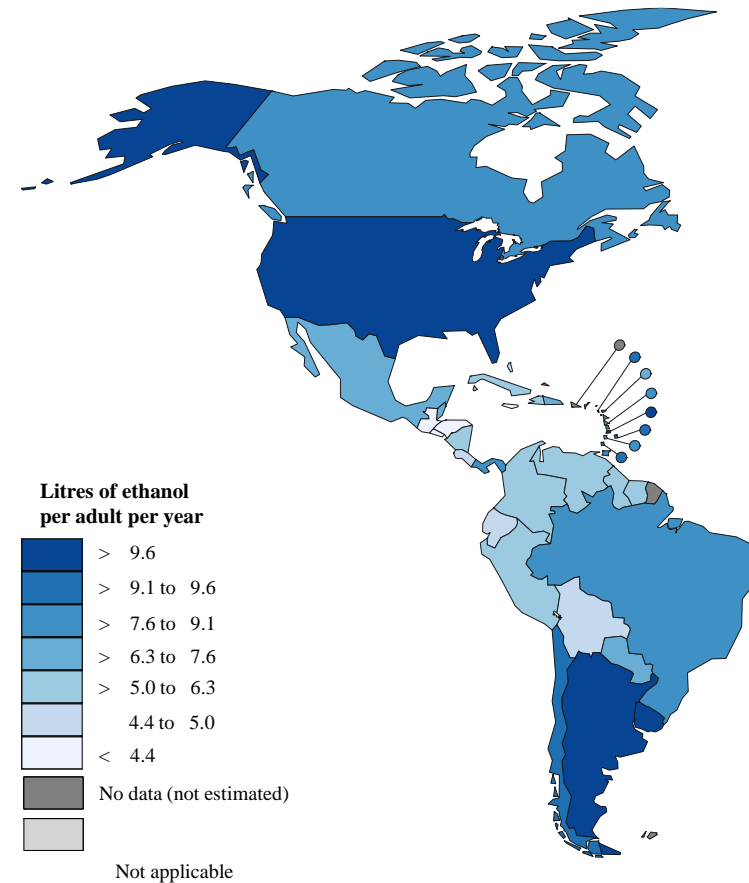 Litres of ethanol
per adult per year
> 9.6
> 9.1 to 9.6
> 7.6 to 9.1
> 6.3 to 7.6
> 5.0 to 6.3
4.4 to 5.0
< 4.4
No data (not estimated)
Not applicable